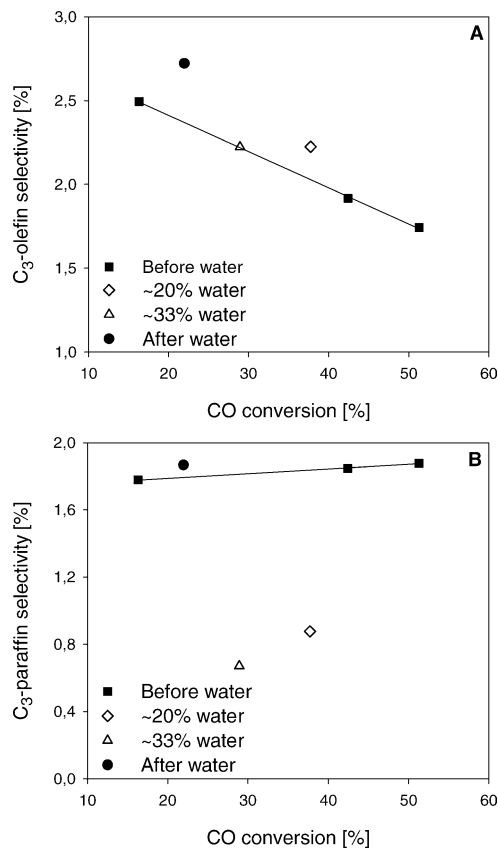 3,0
A
2,5
2,0
1,5
1,0
C3-olefin selectivity [%]
Before water
~20% water
~33% water
After water
10 20 30 40 50 60
CO conversion [%]
2,0
B
1,6
1,2
0,8
0,4
0,0
C3-paraffin selectivity [%]
Before water
~20% water
~33% water
After water
10 20 30 40 50 60
CO conversion [%]